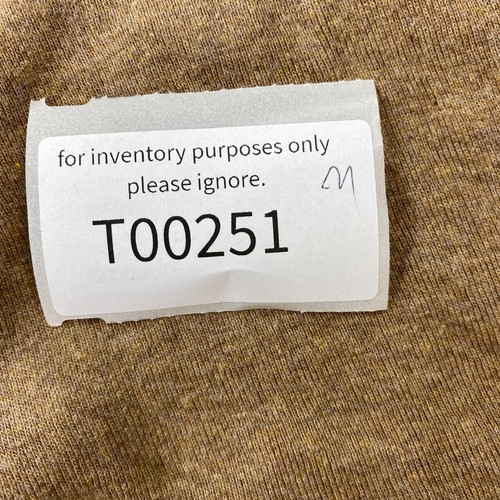 for inventory purposes only
please ignore.
M
T00251